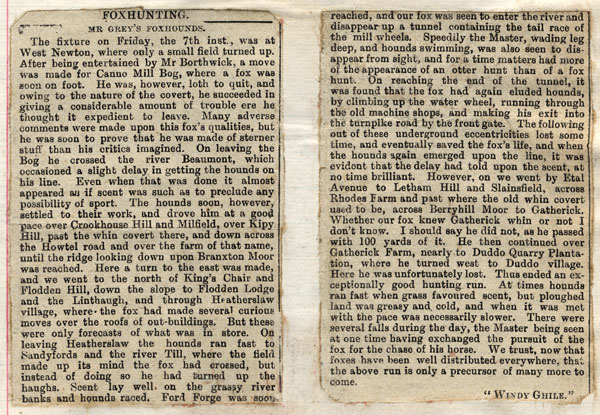 FOXHUNTING.
MR GREY'S FOXHOUNDS.
The fixture on Friday, the 7th inst., was at
West Newton, where only a small field turned up.
After being entertained by Mr Borthwick, a move
was made for Canno Mill Bog, where a fox was
soon on foot. He was, however, loth to quit, and
owing to the nature of the covert, he succeeded in
giving a considerable amount of trouble ere he
thought it expedient to leave. Many adverse
comments were made upon this fox's qualities, but
he was soon to prove that he was made of sterner
stuff than his critics imagined. On leaving the
Bog he crossed the river Beaumont, which
occasioned a slight delay in getting the hounds on
his line. Even when that was done it almost
appeared as if scent was such as to preclude any
possibility of sport. The hounds soon, however,
settled to their work, and drove him at a good
pace over Crookhouse Hill and Milfield, over Kipy
Hill, past the whin covert there, and down across
the Howtel road and over the farm of that name,
until the ridge looking upon Branxton Moor
was reached. Here a turn to the east was made,
and we went to the north of King's Chair and
Flodden Hill, down the slope to Flodden Lodge
and the Linthaugh, and through Heatherslaw
village, where the fox had made several curious
moves over the roofs of out-buildings. But these
were only forecasts of what was in store. On
leaving Heatherslaw the hounds ran fast to
Sandyfords and the river Till, where the field
made up its mind the fox had crossed, but
instead of doing so he had turned up the
haughs. Scent lay well on the grassy river
banks and hounds raced. Ford Forge was soon
reached, and our fox was seen to enter the river and
disappear up a tunnel containing the tail race of
the mill wheels. Speedily the Master, wading leg
deep, and hounds swimming, was also seen to dis-
appear from sight, and for a time matters had more
of the appearance of an otter hunt than of a fox
hunt. On reaching the end of the tunnel, it
was found that the fox had again eluded hounds,
by climbing up the water wheel, running through
the old machine shops, and making his exit into
the turnpike road by the front gate. The following
out of these underground eccentricities lost some
time, and eventually saved the fox's life, and when
the hounds again emerged upon the line, it was
evident that the delay had told upon the scent, at
no time brilliant. However, on we went by Etal
Avenue to Letham Hill and Slainsfield, across
Rhodes Farm and past where the old whin covert
used to be, across Berryhill Moor to Gatherick.
Whether our fox knew Gatherick whin or not I
don't know. I should say he did not, as he passed
with 100 yards of it. He then continued over
Gatherick Farm, nearly to Duddo Quarry Planta-
tion, where he turned west to Duddo village.
Here he was unfortunately lost. Thus ended an ex-
ceptionally good hunting run. At times hounds
ran fast when grass favoured scent, but ploughed
land was greasy and cold, and when it was met
with the pace was necessarily slower. There were
several falls during the day, the Master being seen
at one time having exchanged the pursuit of the
fox for the chase of his horse. We trust, now that
foxes have been well distributed everywhere, that
the above run is only a precursor of many more to
come.
"WINDY GHILE."